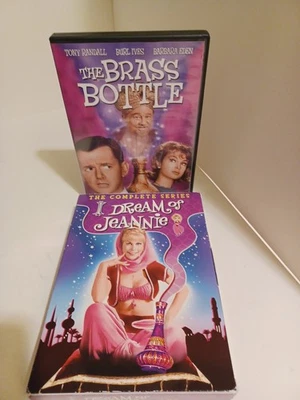 TONY RANDALL BURL IVES BARBARA EDEN
THE BRASS
BOTTLE
THE COMPLETE SERIES
I DREAM of
JEANNIE